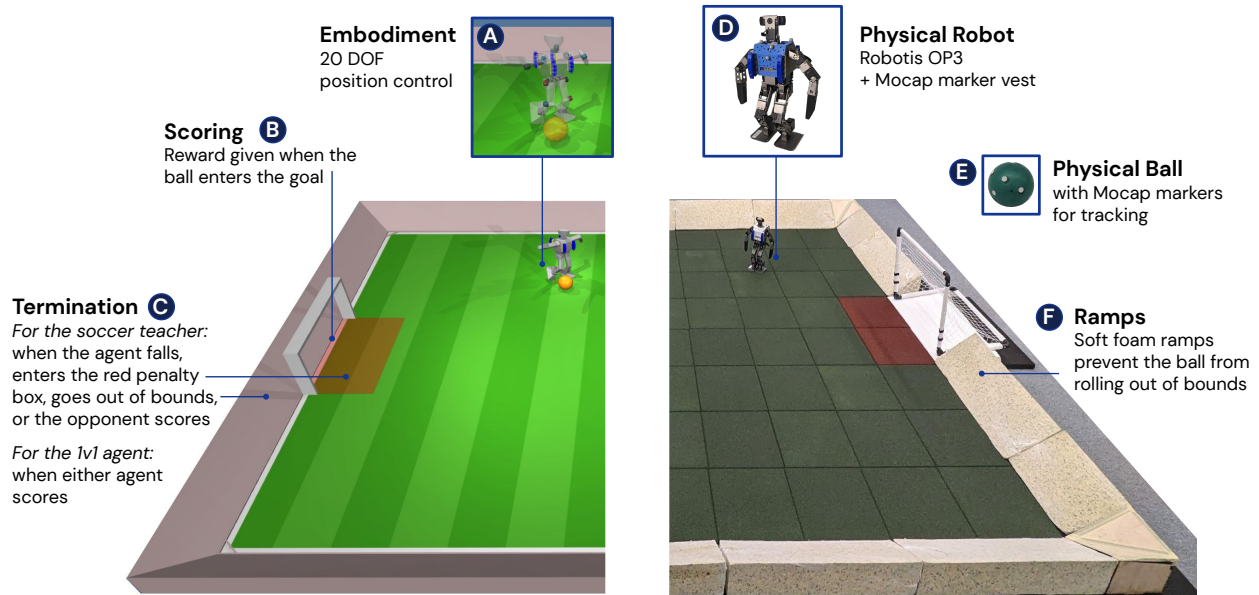 Embodiment
20 DOF
position control
A
Scoring B
Reward given when the
ball enters the goal
Termination C
For the soccer teacher:
when the agent falls,
enters the red penalty
box, goes out of bounds,
or the opponent scores
For the 1v1 agent:
when either agent
scores
D
Physical Robot
Robotis OP3
+ Mocap marker vest
E
Physical Ball
with Mocap markers
for tracking
F Ramps
Soft foam ramps
prevent the ball from
rolling out of bounds